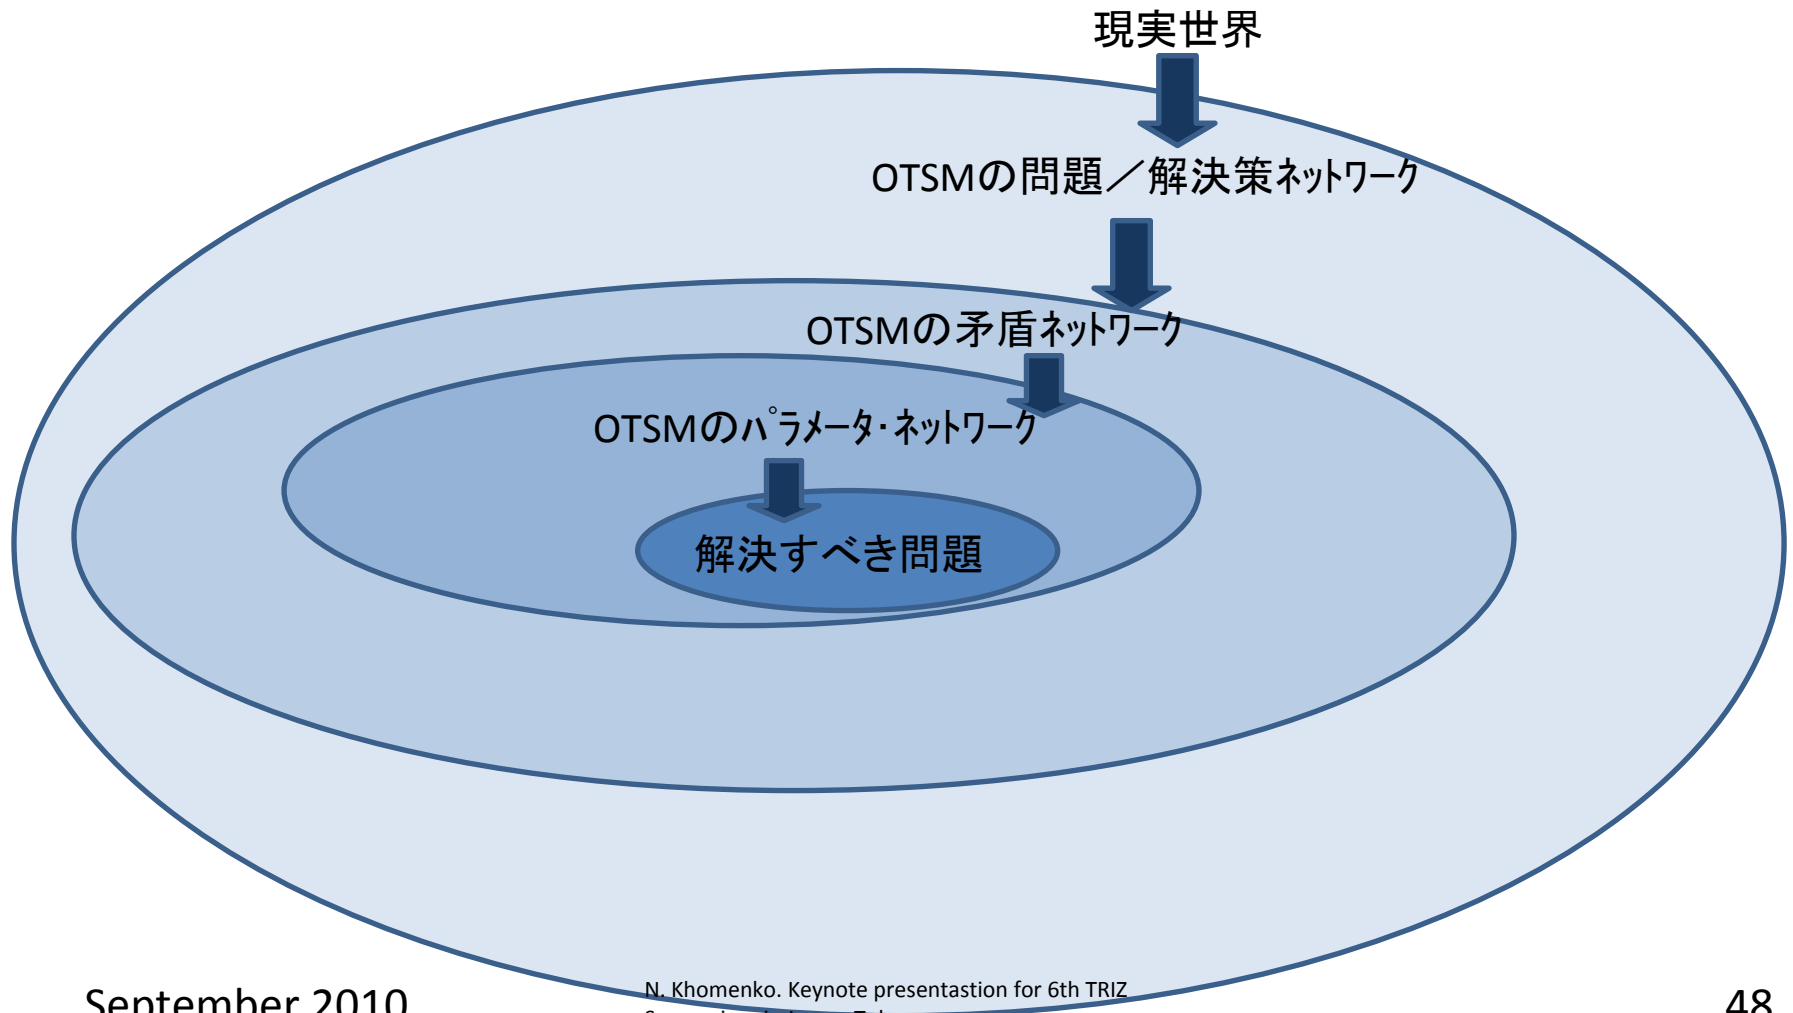 現実世界
OTSMの問題／解決策ネットワーク
OTSMの矛盾ネットワーク
OTSMのパラメータ・ネットワーク
解決すべき問題
September 2010
N. Khomenko. Keynote presentastion for 6th TRIZ
48